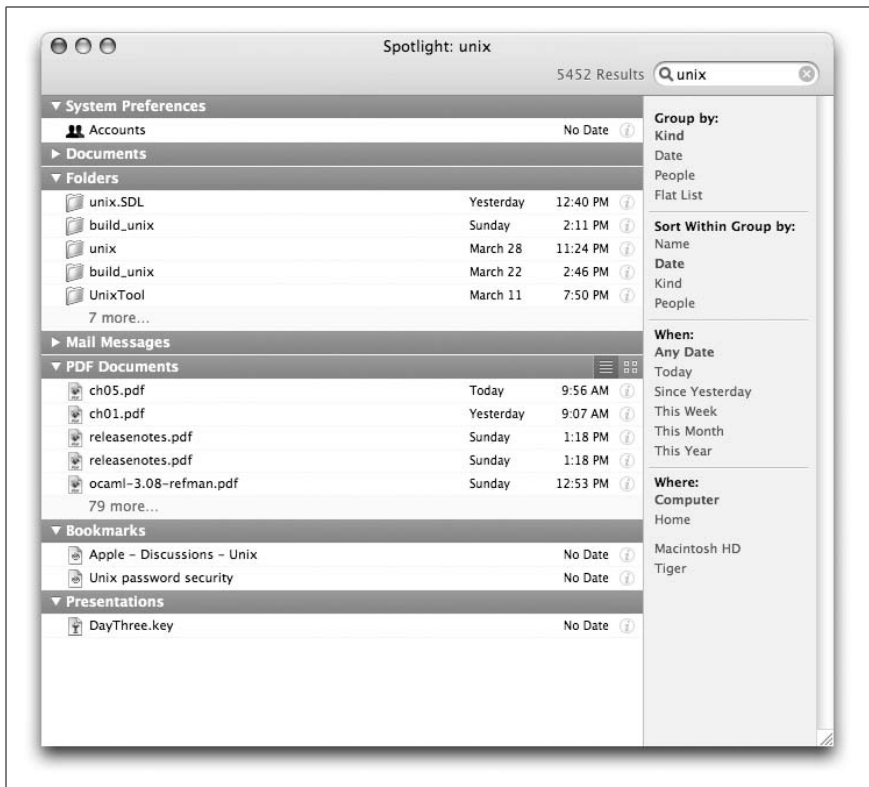 Spotlight: unix
5452 Results unix
System Preferences
Accounts No Date
Documents
Folders
unix.SDL Yesterday 12:40 PM
build_unix Sunday 2:11 PM
unix March 28 11:24 PM
build_unix March 22 2:46 PM
UnixTool March 11 7:50 PM
7 more...
Mail Messages
PDF Documents
ch05.pdf Today 9:56 AM
ch01.pdf Yesterday 9:07 AM
releasenotes.pdf Sunday 1:18 PM
releasenotes.pdf Sunday 1:18 PM
ocaml-3.08-refman.pdf Sunday 12:53 PM
79 more...
Bookmarks
Apple – Discussions – Unix No Date
Unix password security No Date
Presentations
DayThree.key No Date
Group by:
Kind
Date
People
Flat List
Sort Within Group by:
Name
Date
Kind
People
When:
Any Date
Today
Since Yesterday
This Week
This Month
This Year
Where:
Computer
Home
Macintosh HD
Tiger